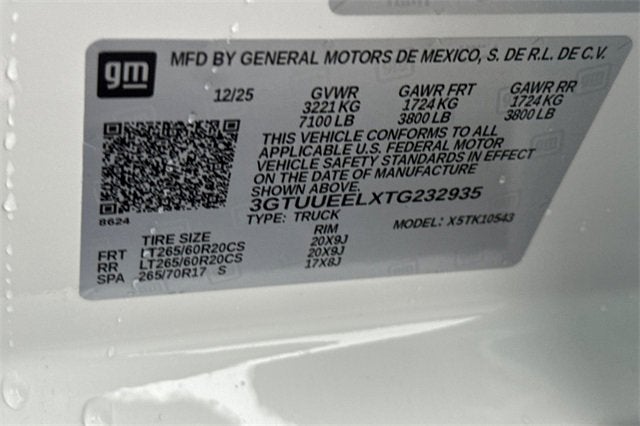 gm
MFD BY GENERAL MOTORS DE MEXICO, S. DE R.L. DE C.V.
12/25 GVWR GAWR FRT GAWR RR
3221 KG 1724 KG 1724 KG
7100 LB 3800 LB 3800 LB
THIS VEHICLE CONFORMS TO ALL
APPLICABLE U.S. FEDERAL MOTOR
VEHICLE SAFETY STANDARDS IN EFFECT
ON THE DATE OF MANUFACTURE
SHOWN ABOVE.
8624
3GTUUEELXTG232935
TYPE: TRUCK MODEL: X5TK10543
TIRE SIZE RIM
FRT LT265/60R20CS 20X9J
RR LT265/60R20CS 20X9J
SPA 265/70R17 S 17X8J